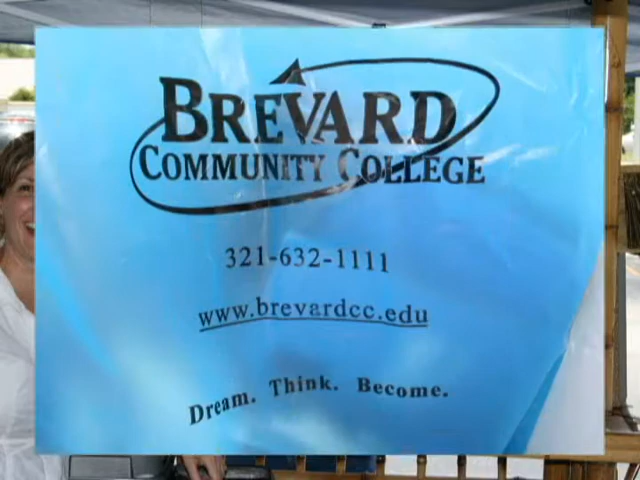 BREVARD
COMMUNITY COLLEGE
321-632-1111
www.brevardcc.edu
Dream. Think. Become.